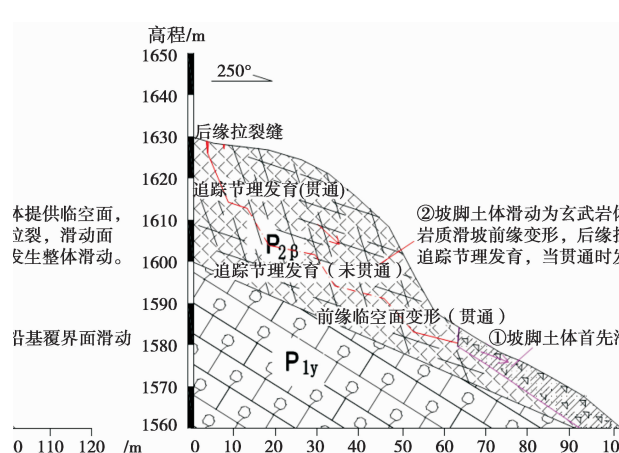 高程/m
1650
250°
1640
1630
后缘拉裂缝
1620
追踪节理发育(贯通)
体提供临空面，
②坡脚土体滑动为玄武岩体
1610
拉裂，滑动面
岩质滑坡前缘变形，后缘
P2β
发生整体滑动。
追踪节理发育，当贯通时发
1600
追踪节理发育（未贯通）
1590
前缘临空面变形（贯通）
沿基覆界面滑动
①坡脚土体首先
1580
P1y
1570
1560
0 110 120 /m
0 10 20 30 40 50 60 70 80 90 10